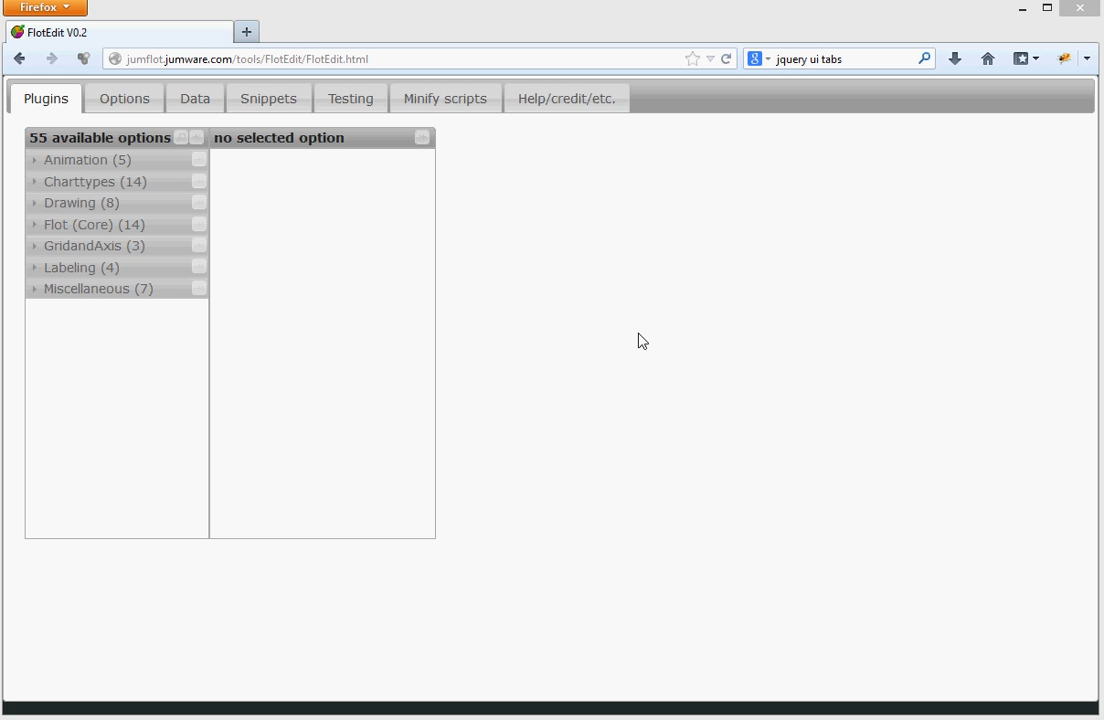 Firefox
FlotEdit V0.2
jumflot.jumware.com/tools/FlotEdit/FlotEdit.html
jquery ui tabs
Plugins Options Data Snippets Testing Minify scripts Help/credit/etc.
55 available options no selected option
Animation (5)
Charttypes (14)
Drawing (8)
Flot (Core) (14)
GridandAxis (3)
Labeling (4)
Miscellaneous (7)